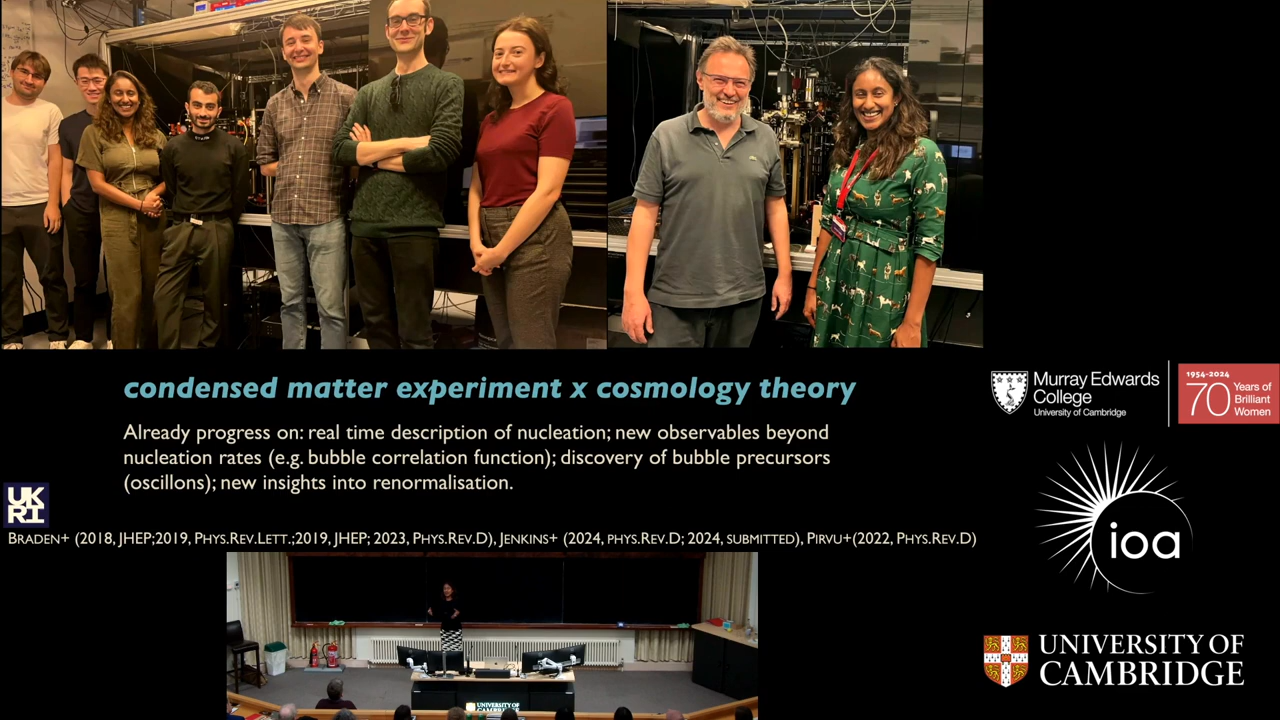 condensed matter experiment x cosmology theory
Already progress on: real time description of nucleation; new observables beyond
nucleation rates (e.g. bubble correlation function); discovery of bubble precursors
(oscillons); new insights into renormalisation.
UK
RI
Braden+ (2018, JHEP;2019, Phys.Rev.Lett.;2019, JHEP; 2023, Phys.Rev.D), Jenkins+ (2024, phys.Rev.D; 2024, submitted), Pirvu+(2022, Phys.Rev.D)
Murray Edwards
College
University of Cambridge
1954-2024
70 Years of
Brilliant
Women
ioa
UNIVERSITY OF
CAMBRIDGE
UNIVERSITY OF